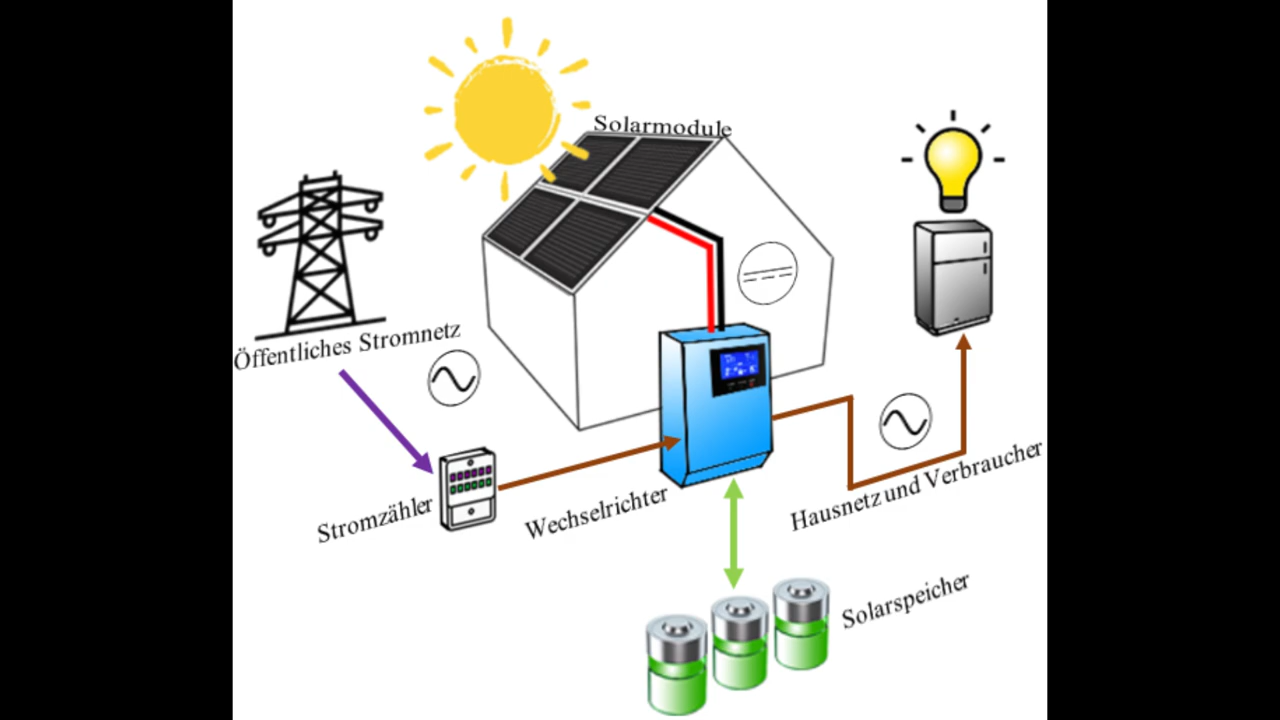 Solarmodule
Öffentliches Stromnetz
Stromzähler
Wechselrichter
Hausnetz und Verbraucher
Solarspeicher